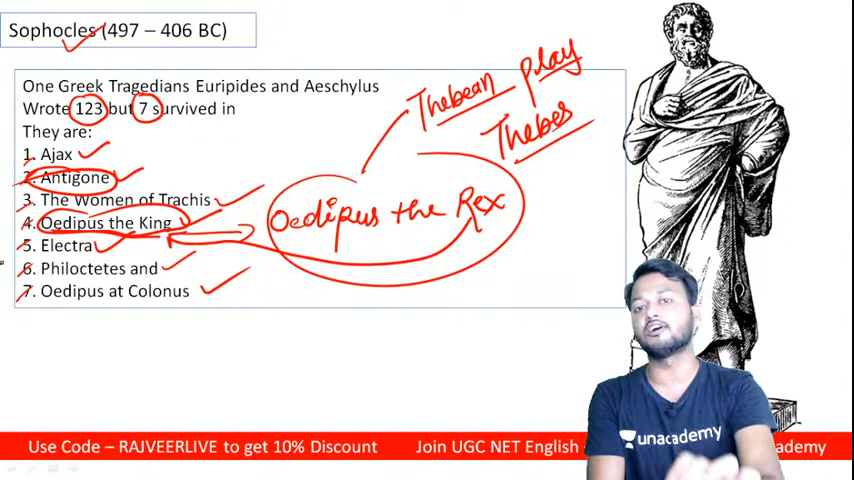 Sophocles (497 – 406 BC)
One Greek Tragedians Euripides and Aeschylus
Wrote 123 but 7 survived in
They are:
1. Ajax
2. Antigone
3. The Women of Trachis
4. Oedipus the King
5. Electra
6. Philoctetes and
7. Oedipus at Colonus
Thebean play
Thebes
Oedipus the Rex
unacademy
Use Code – RAJVEERLIVE to get 10% Discount
Join UGC NET English
ademy